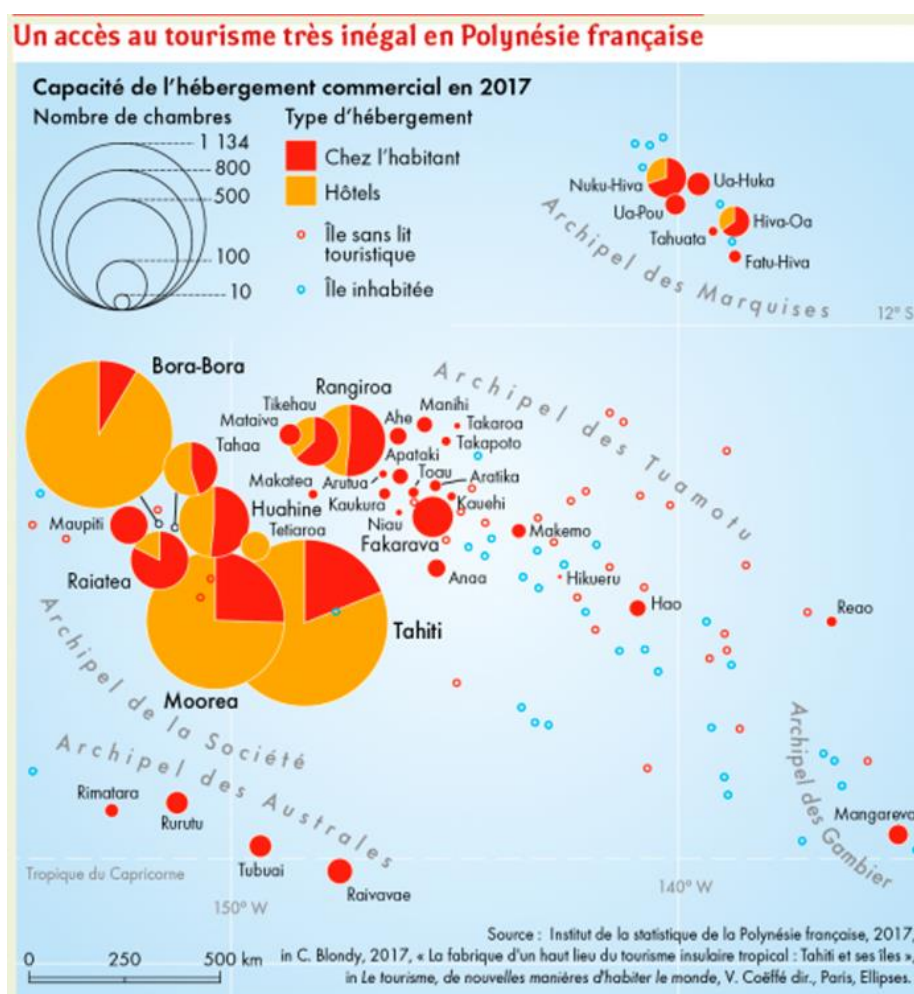 Un accès au tourisme très inégal en Polynésie française
Capacité de l'hébergement commercial en 2017
Nombre de chambres
1 134
800
500
100
10
Type d'hébergement
Chez l'habitant
Hôtels
Île sans lit
touristique
Île inhabitée
Nuku-Hiva
Ua-Huka
Ua-Pou
Hiva-Oa
Tahuata
Fatu-Hiva
Archipel des Marquises
12° S
Bora-Bora
Rangiroa
Archipel des Tuamotu
Tikehau
Mataiva
Ahe
Manihi
Takaroa
Takapoto
Tahaa
Apataki
Makatea
Arutua
Toau
Aratika
Kaukura
Kauehi
Huahine
Tetiaroa
Niau
Maupiti
Fakarava
Makemo
Raiatea
Anaa
Hikueru
Hao
Reao
Tahiti
Moorea
Archipel de la Société
Archipel des Australes
Archipel des Gambier
Rimatara
Rurutu
Mangareva
Tubuai
Raivavae
Tropique du Capricorne
150° W
140° W
0
250
500 km
Source : Institut de la statistique de la Polynésie française, 2017,
in C. Blondy, 2017, « La fabrique d'un haut lieu du tourisme insulaire tropical : Tahiti et ses îles »,
in Le tourisme, de nouvelles manières d'habiter le monde, V. Coëffé dir., Paris, Ellipses.